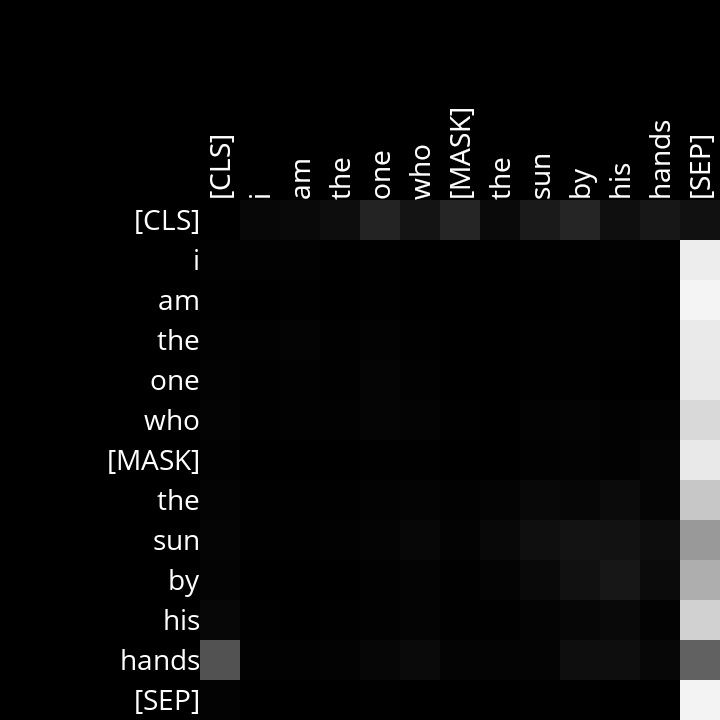 [CLS] i am the one who [MASK] the sun by his hands [SEP]
[CLS]
i
am
the
one
who
[MASK]
the
sun
by
his
hands
[SEP]